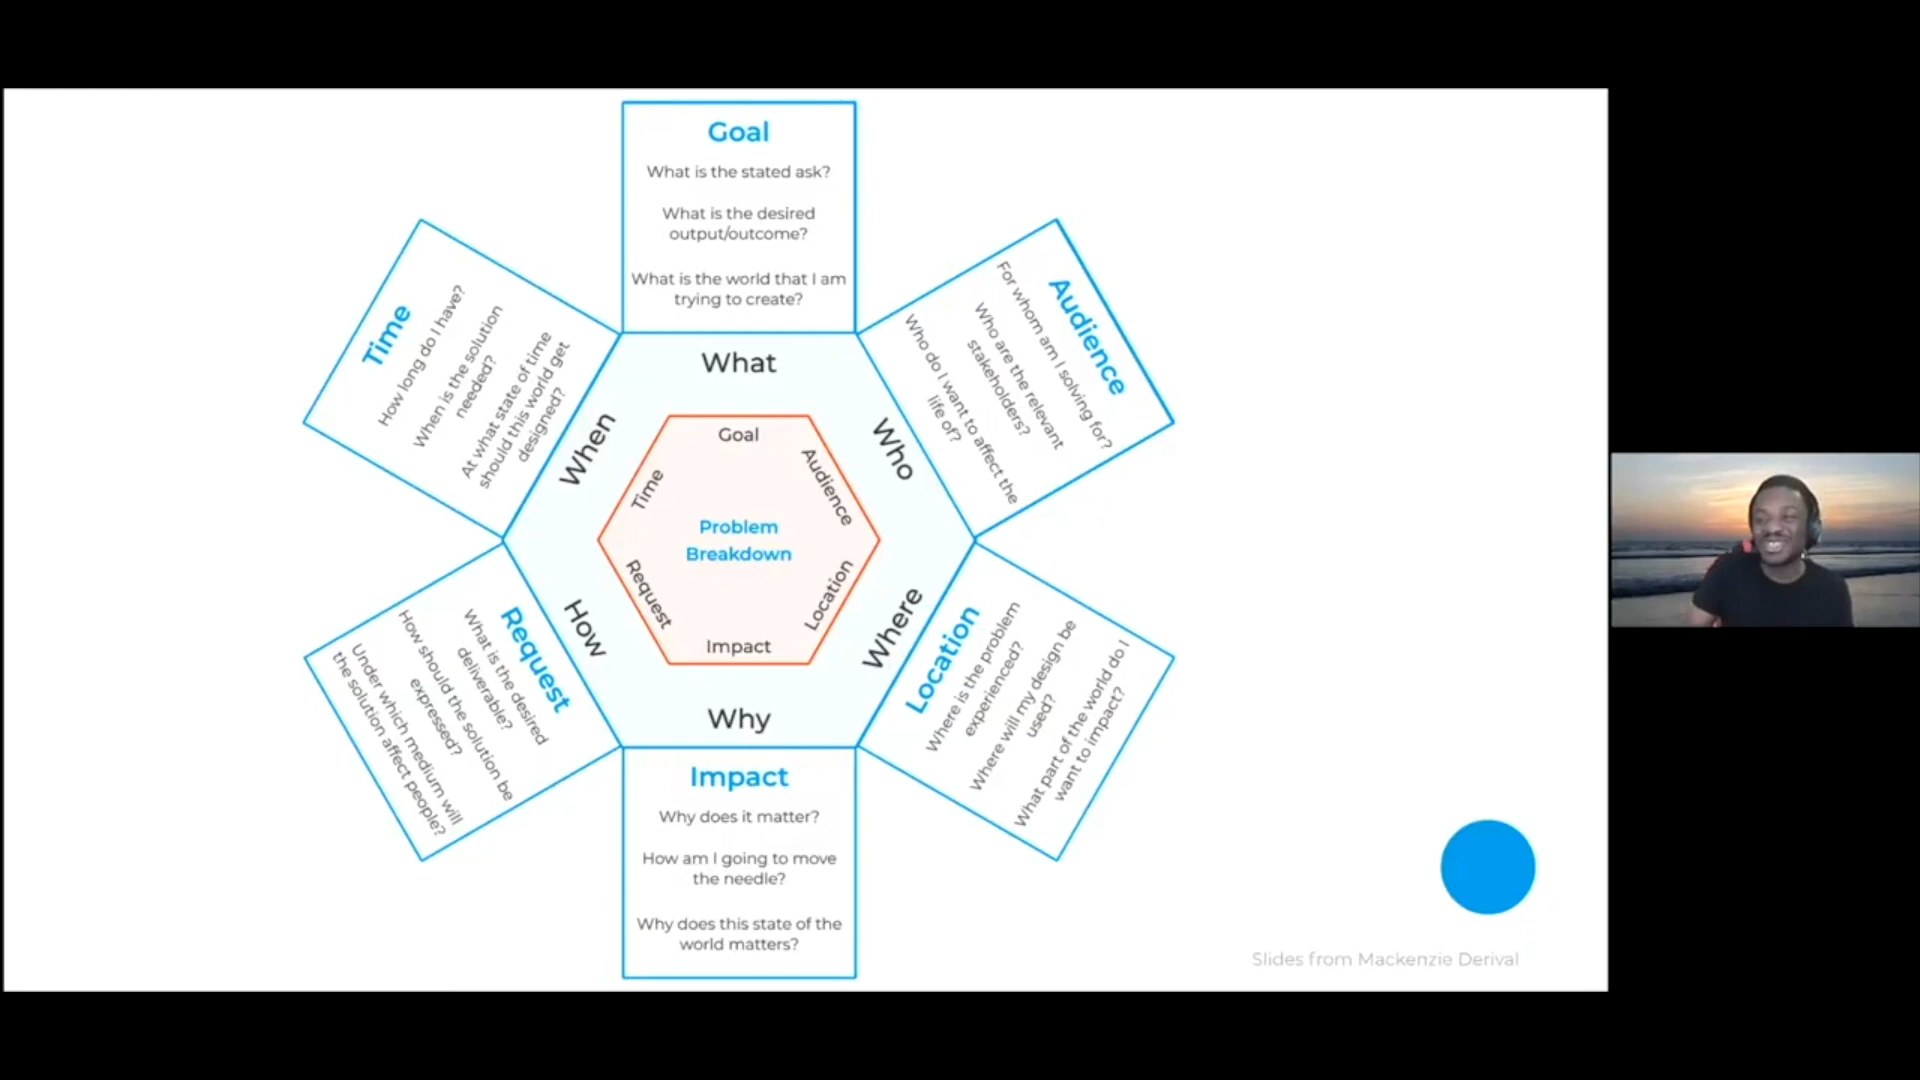 Goal
What is the stated ask?
What is the desired
output/outcome?
What is the world that I am
trying to create?
Audience
For whom am I solving for?
Who are the relevant
stakeholders?
Who do I want to affect the
life of?
Location
Where is the problem
experienced?
Where will my design be
used?
What part of the world do I
want to impact?
Impact
Why does it matter?
How am I going to move
the needle?
Why does this state of the
world matters?
Request
What is the desired
deliverable?
How should the solution be
expressed?
Under which medium will
the solution affect people?
Time
How long do I have?
When is the solution
needed?
At what state of time
should this world get
designed?
What
Who
Where
Why
How
When
Goal
Audience
Location
Impact
Request
Time
Problem
Breakdown
Slides from Mackenzie Derival